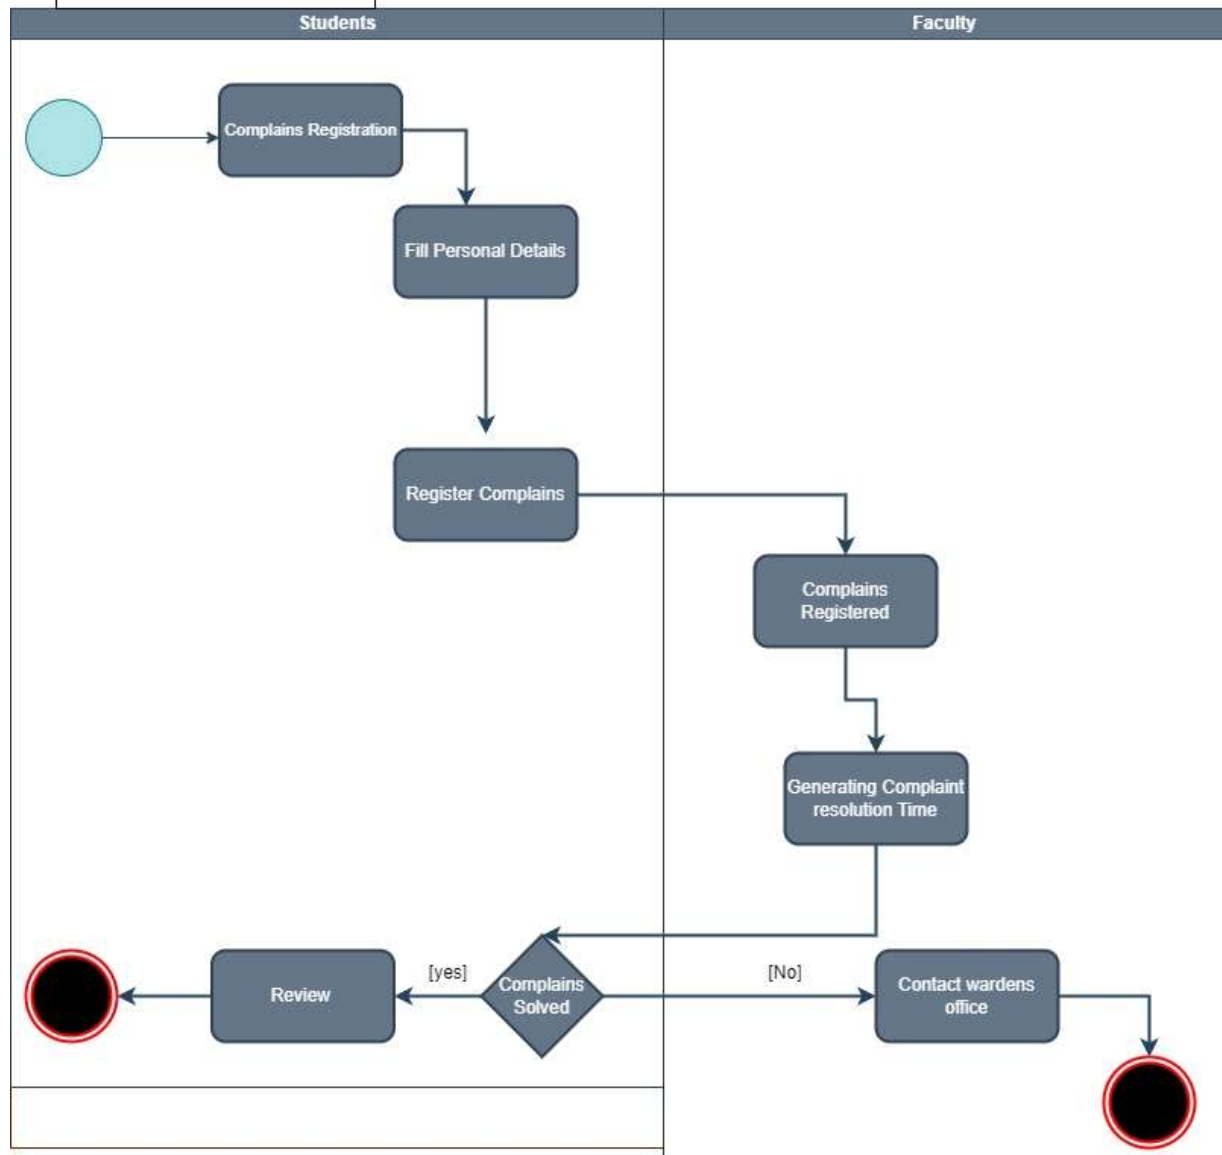 Students
Faculty
Complains Registration
Fill Personal Details
Register Complains
Complains
Registered
Generating Complaint
resolution Time
Complains
Solved
[yes]
[No]
Review
Contact wardens
office